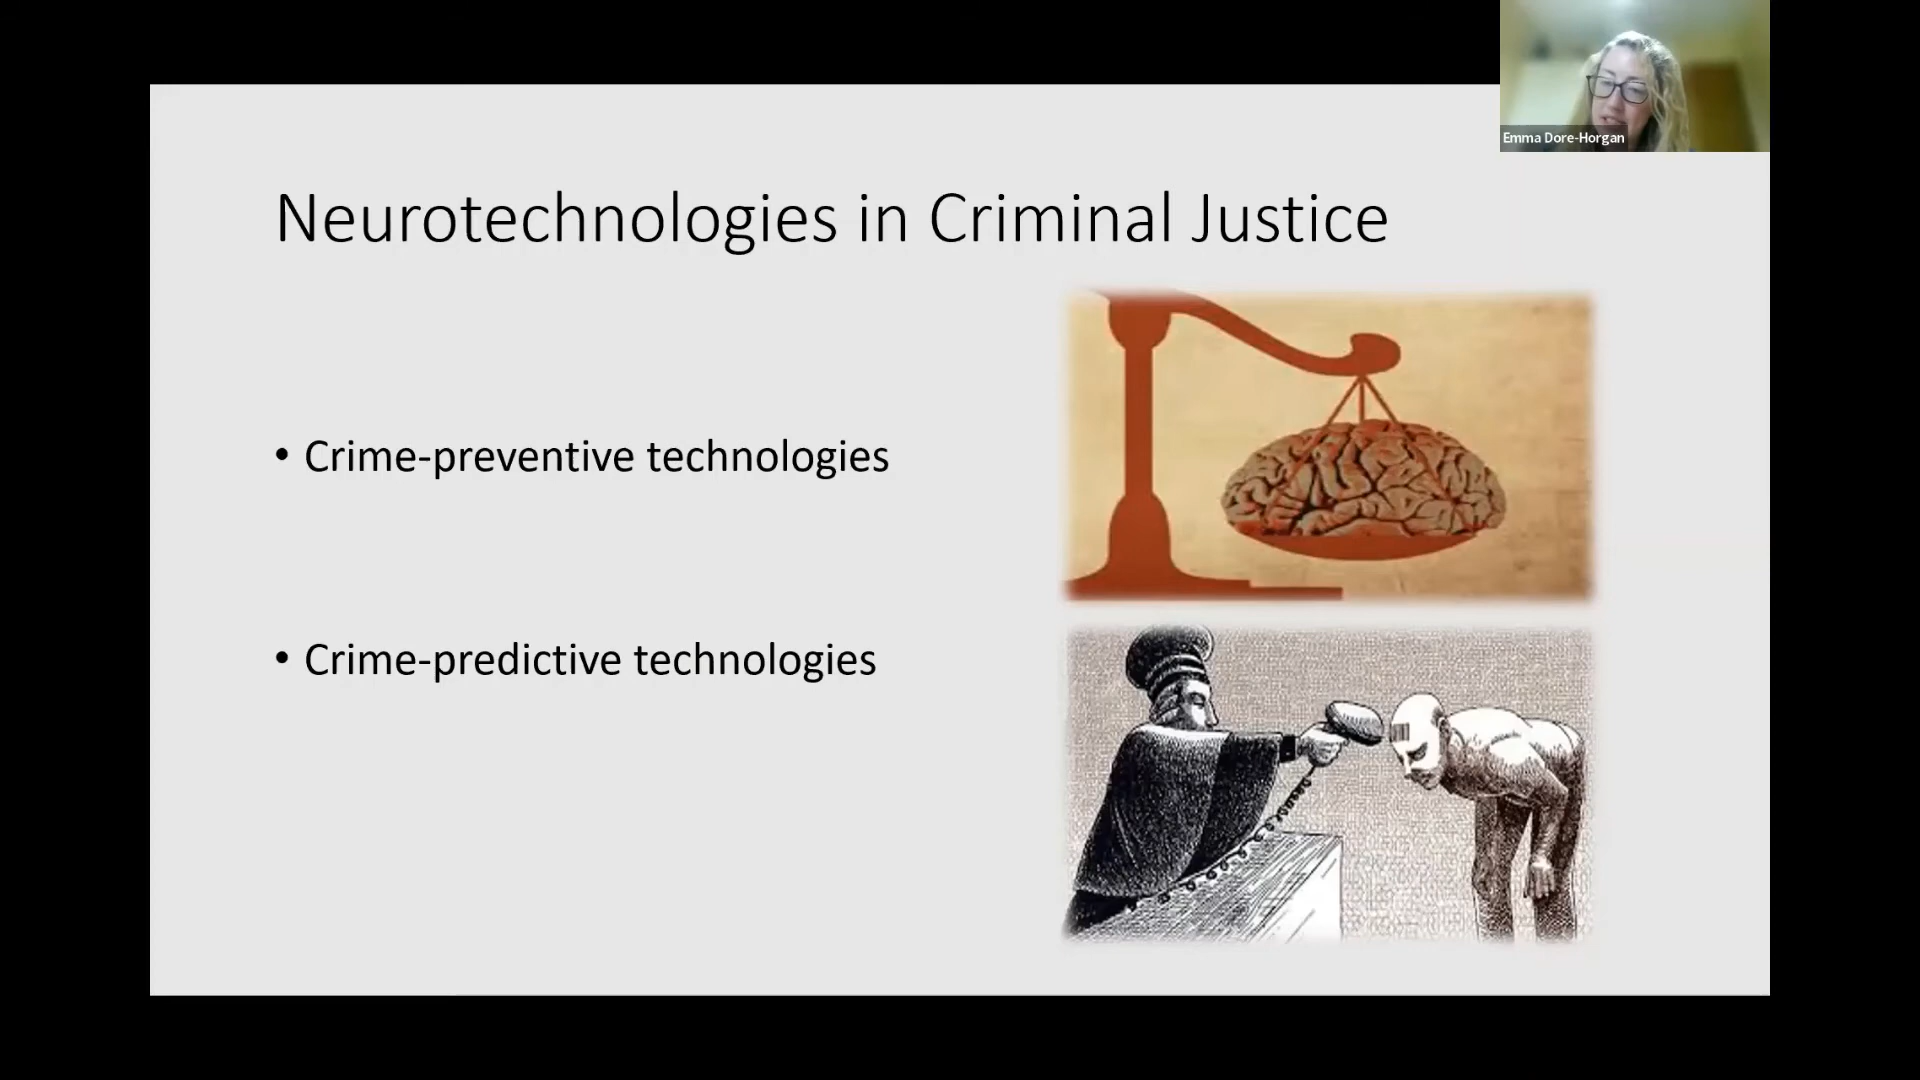 Emma Dore-Horgan
Neurotechnologies in Criminal Justice
• Crime-preventive technologies
• Crime-predictive technologies